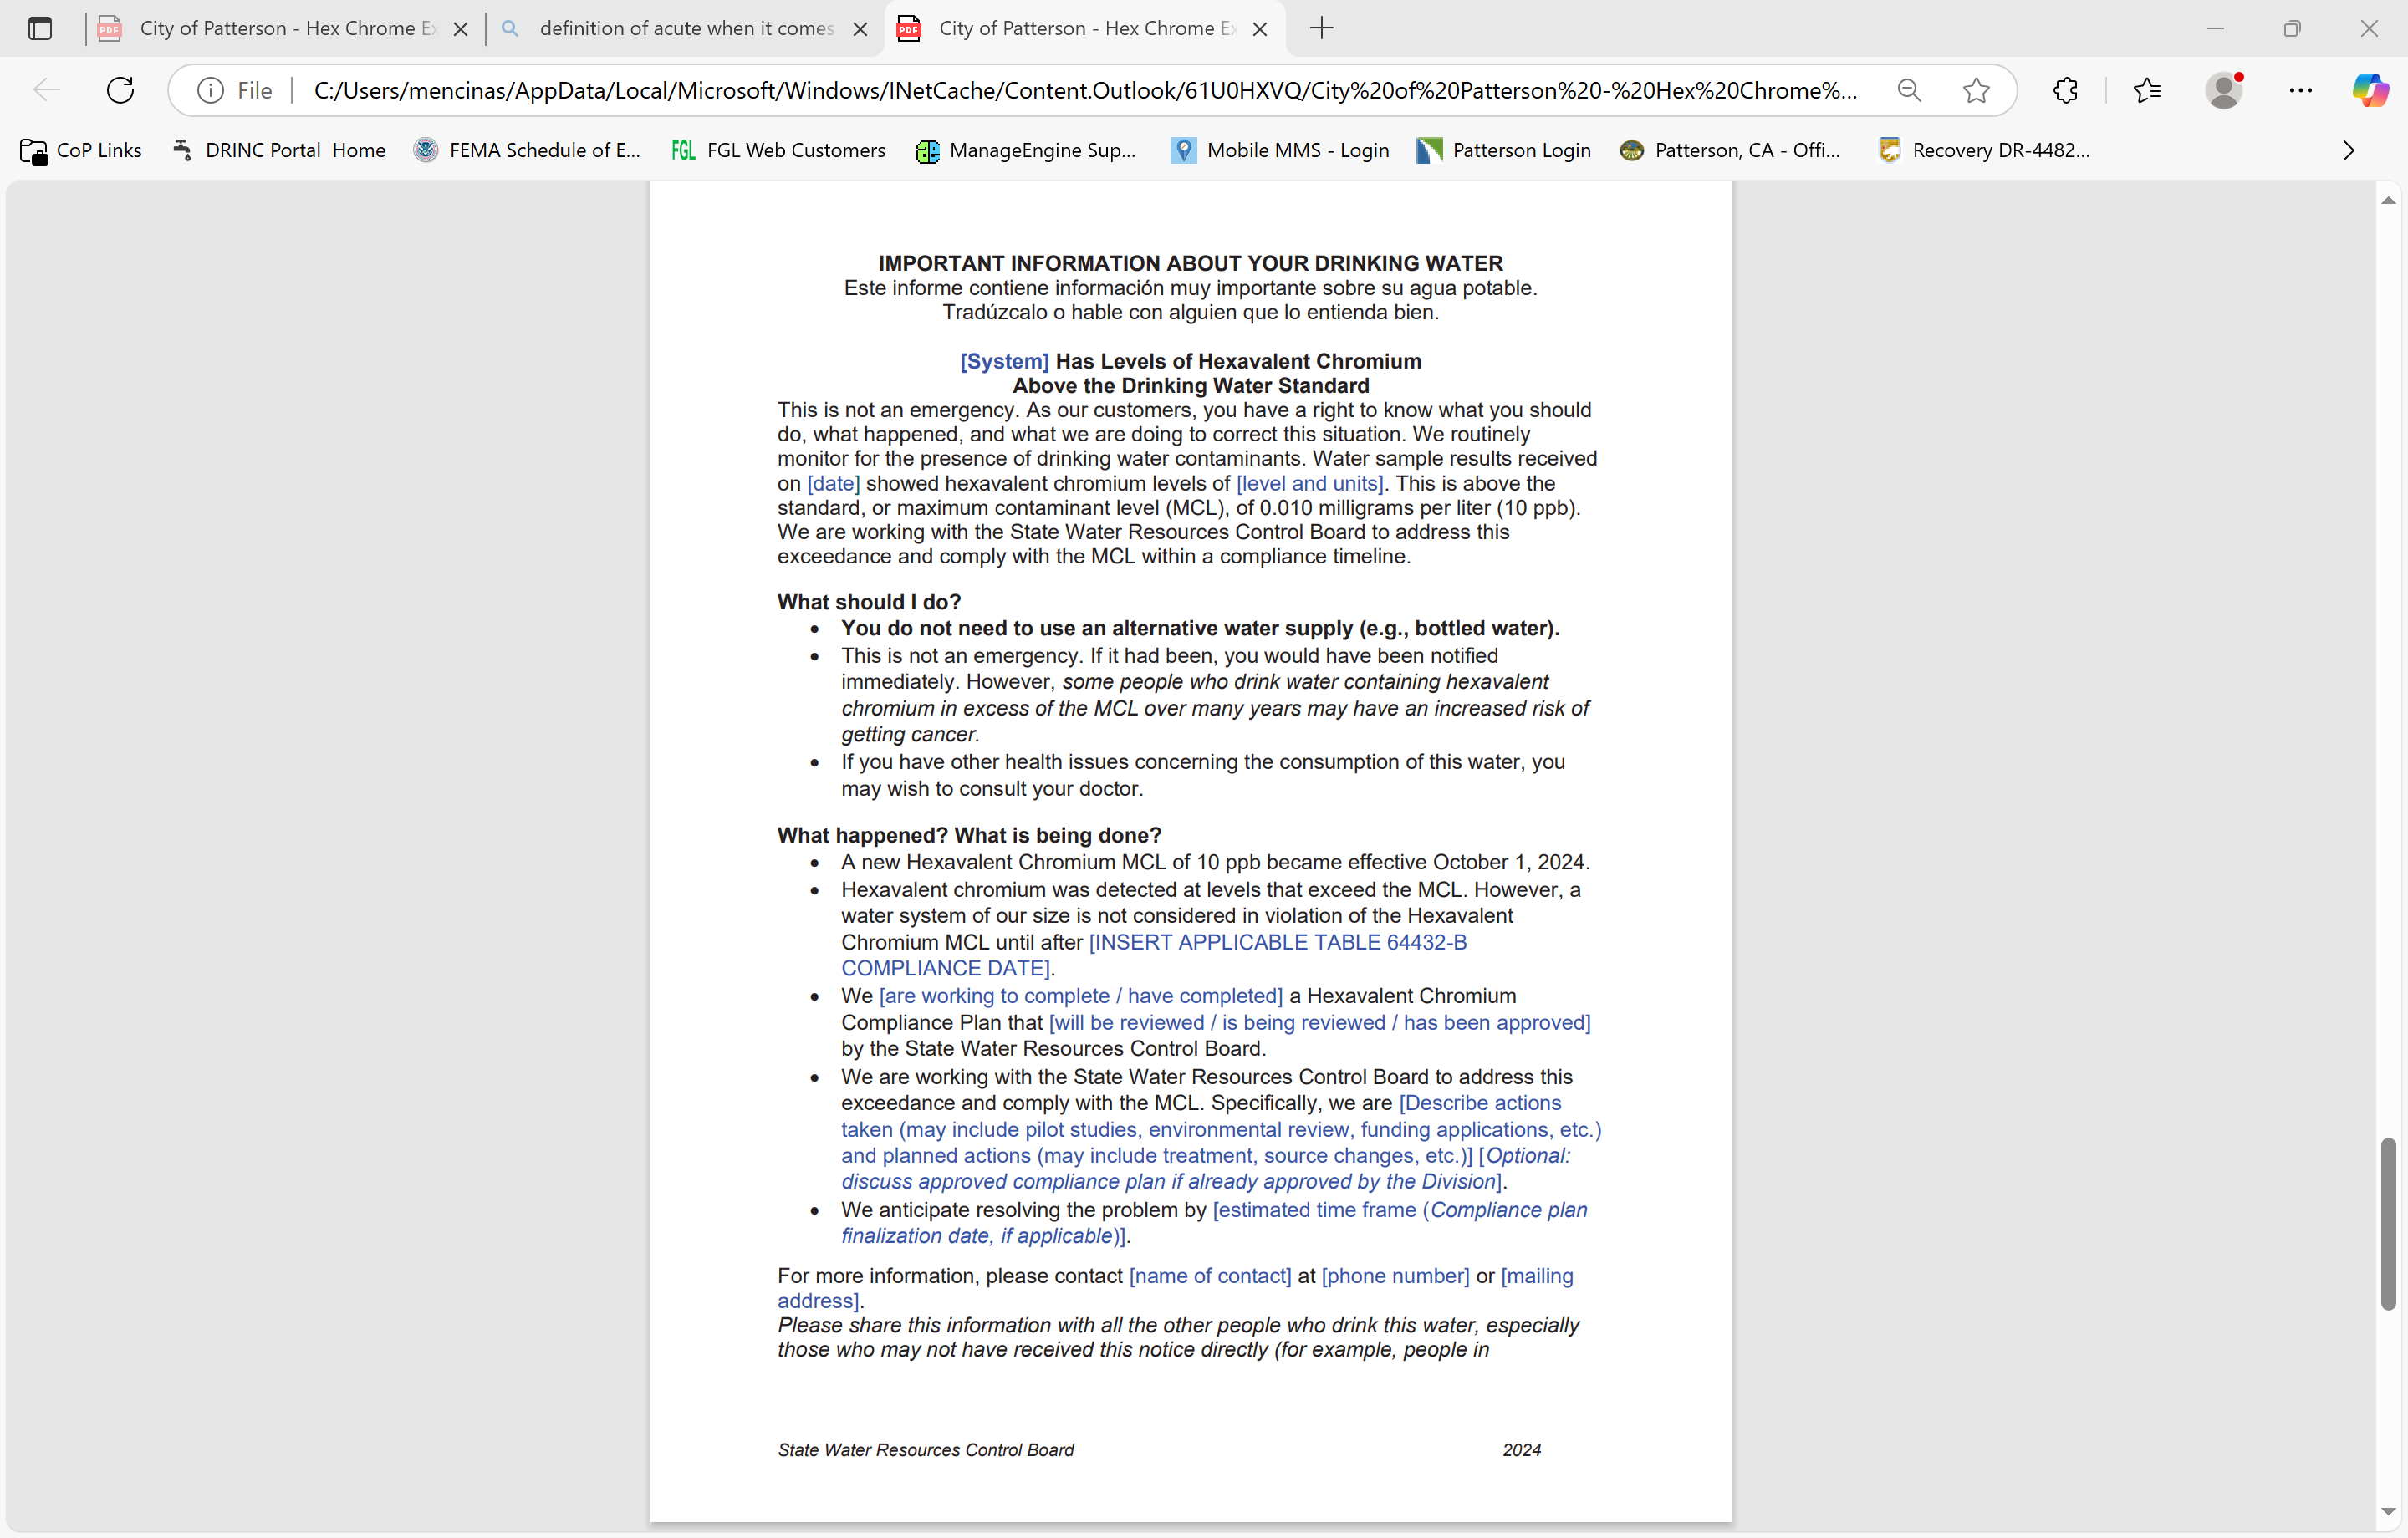 City of Patterson - Hex Chrome Ex
definition of acute when it comes
City of Patterson - Hex Chrome Ex
File
C:/Users/mencinas/AppData/Local/Microsoft/Windows/INetCache/Content.Outlook/61U0HXVQ/City%20of%20Patterson%20-%20Hex%20Chrome%...
CoP Links
DRINC Portal Home
FEMA Schedule of E...
FGL FGL Web Customers
ManageEngine Sup...
Mobile MMS - Login
Patterson Login
Patterson, CA - Offi...
Recovery DR-4482...
IMPORTANT INFORMATION ABOUT YOUR DRINKING WATER
Este informe contiene información muy importante sobre su agua potable.
Tradúzcalo o hable con alguien que lo entienda bien.
[System] Has Levels of Hexavalent Chromium
Above the Drinking Water Standard
This is not an emergency. As our customers, you have a right to know what you should
do, what happened, and what we are doing to correct this situation. We routinely
monitor for the presence of drinking water contaminants. Water sample results received
on [date] showed hexavalent chromium levels of [level and units]. This is above the
standard, or maximum contaminant level (MCL), of 0.010 milligrams per liter (10 ppb).
We are working with the State Water Resources Control Board to address this
exceedance and comply with the MCL within a compliance timeline.
What should I do?
• You do not need to use an alternative water supply (e.g., bottled water).
• This is not an emergency. If it had been, you would have been notified
immediately. However, some people who drink water containing hexavalent
chromium in excess of the MCL over many years may have an increased risk of
getting cancer.
• If you have other health issues concerning the consumption of this water, you
may wish to consult your doctor.
What happened? What is being done?
• A new Hexavalent Chromium MCL of 10 ppb became effective October 1, 2024.
• Hexavalent chromium was detected at levels that exceed the MCL. However, a
water system of our size is not considered in violation of the Hexavalent
Chromium MCL until after [INSERT APPLICABLE TABLE 64432-B
COMPLIANCE DATE].
• We [are working to complete / have completed] a Hexavalent Chromium
Compliance Plan that [will be reviewed / is being reviewed / has been approved]
by the State Water Resources Control Board.
• We are working with the State Water Resources Control Board to address this
exceedance and comply with the MCL. Specifically, we are [Describe actions
taken (may include pilot studies, environmental review, funding applications, etc.)
and planned actions (may include treatment, source changes, etc.)] [Optional:
discuss approved compliance plan if already approved by the Division].
• We anticipate resolving the problem by [estimated time frame (Compliance plan
finalization date, if applicable)].
For more information, please contact [name of contact] at [phone number] or [mailing
address].
Please share this information with all the other people who drink this water, especially
those who may not have received this notice directly (for example, people in
State Water Resources Control Board 2024